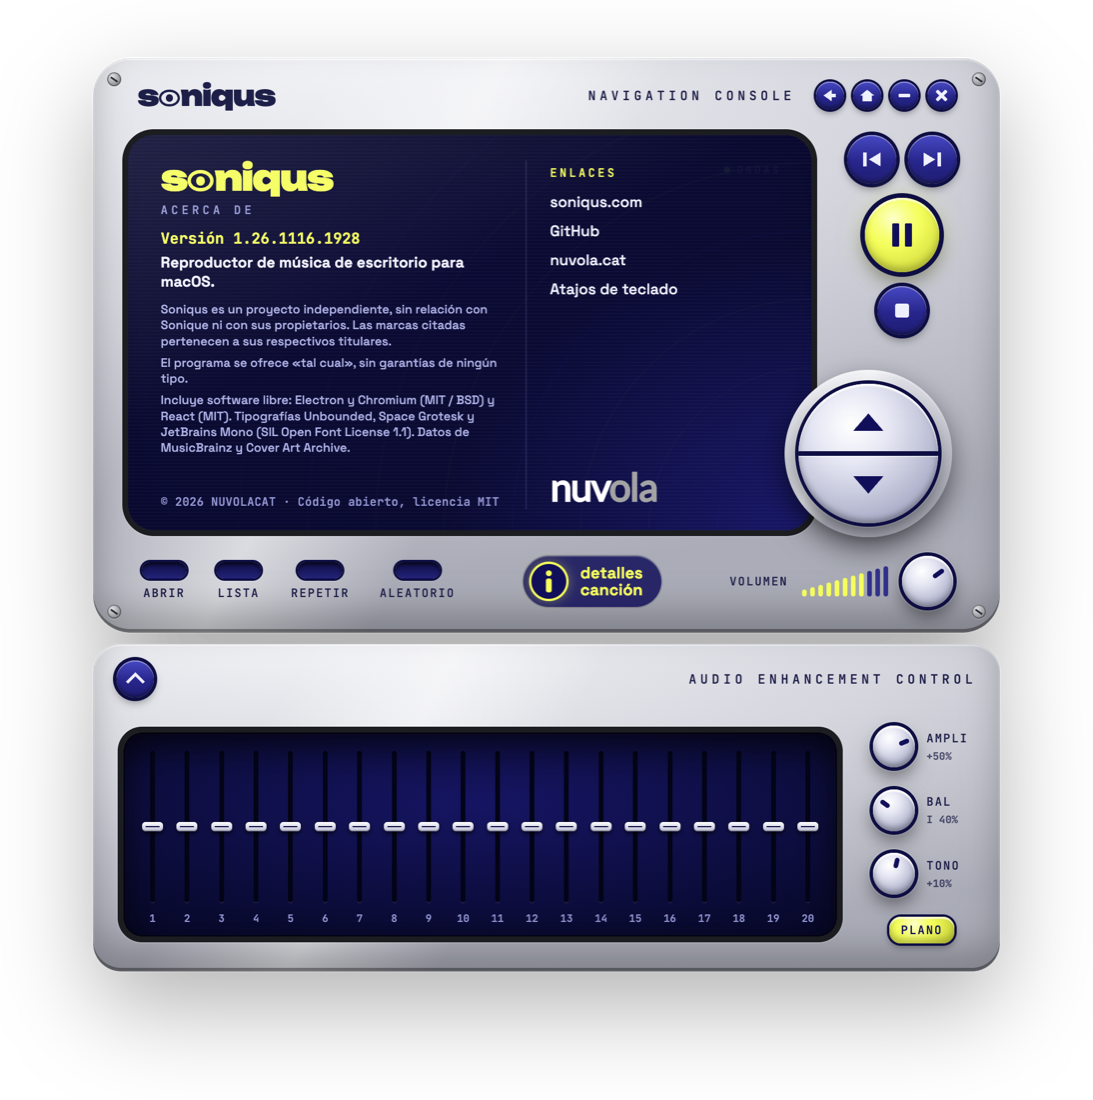 soniqus
NAVIGATION CONSOLE
soniqus
ACERCA DE
Versión 1.26.1116.1928
Reproductor de música de escritorio para
macOS.
Soniqus es un proyecto independiente, sin relación con
Sonique ni con sus propietarios. Las marcas citadas
pertenecen a sus respectivos titulares.
El programa se ofrece «tal cual», sin garantías de ningún
tipo.
Incluye software libre: Electron y Chromium (MIT / BSD) y
React (MIT). Tipografías Unbounded, Space Grotesk y
JetBrains Mono (SIL Open Font License 1.1). Datos de
MusicBrainz y Cover Art Archive.
© 2026 NUVOLACAT · Código abierto, licencia MIT
ENLACES
soniqus.com
GitHub
nuvola.cat
Atajos de teclado
nuvola
ABRIR
LISTA
REPETIR
ALEATORIO
detalles
canción
VOLUMEN
AUDIO ENHANCEMENT CONTROL
1 2 3 4 5 6 7 8 9 10 11 12 13 14 15 16 17 18 19 20
AMPLI
+50%
BAL
I 40%
TONO
+10%
PLANO